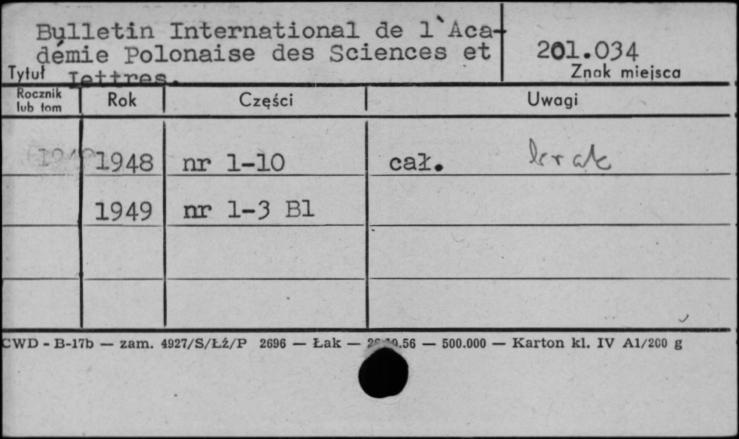 Bulletin International de l`Aca-
démie Polonaise des Sciences et
Tytuł Lettres.
201.034
Znak miejsca
Rocznik lub tom Rok Części Uwagi
1948 nr 1-10 cał.
1949 nr 1-3 Bl
CWD - B-17b — zam. 4927/S/Łź/P 2696 — Łak — .56 — 500.000 — Karton kl. IV A1/200 g